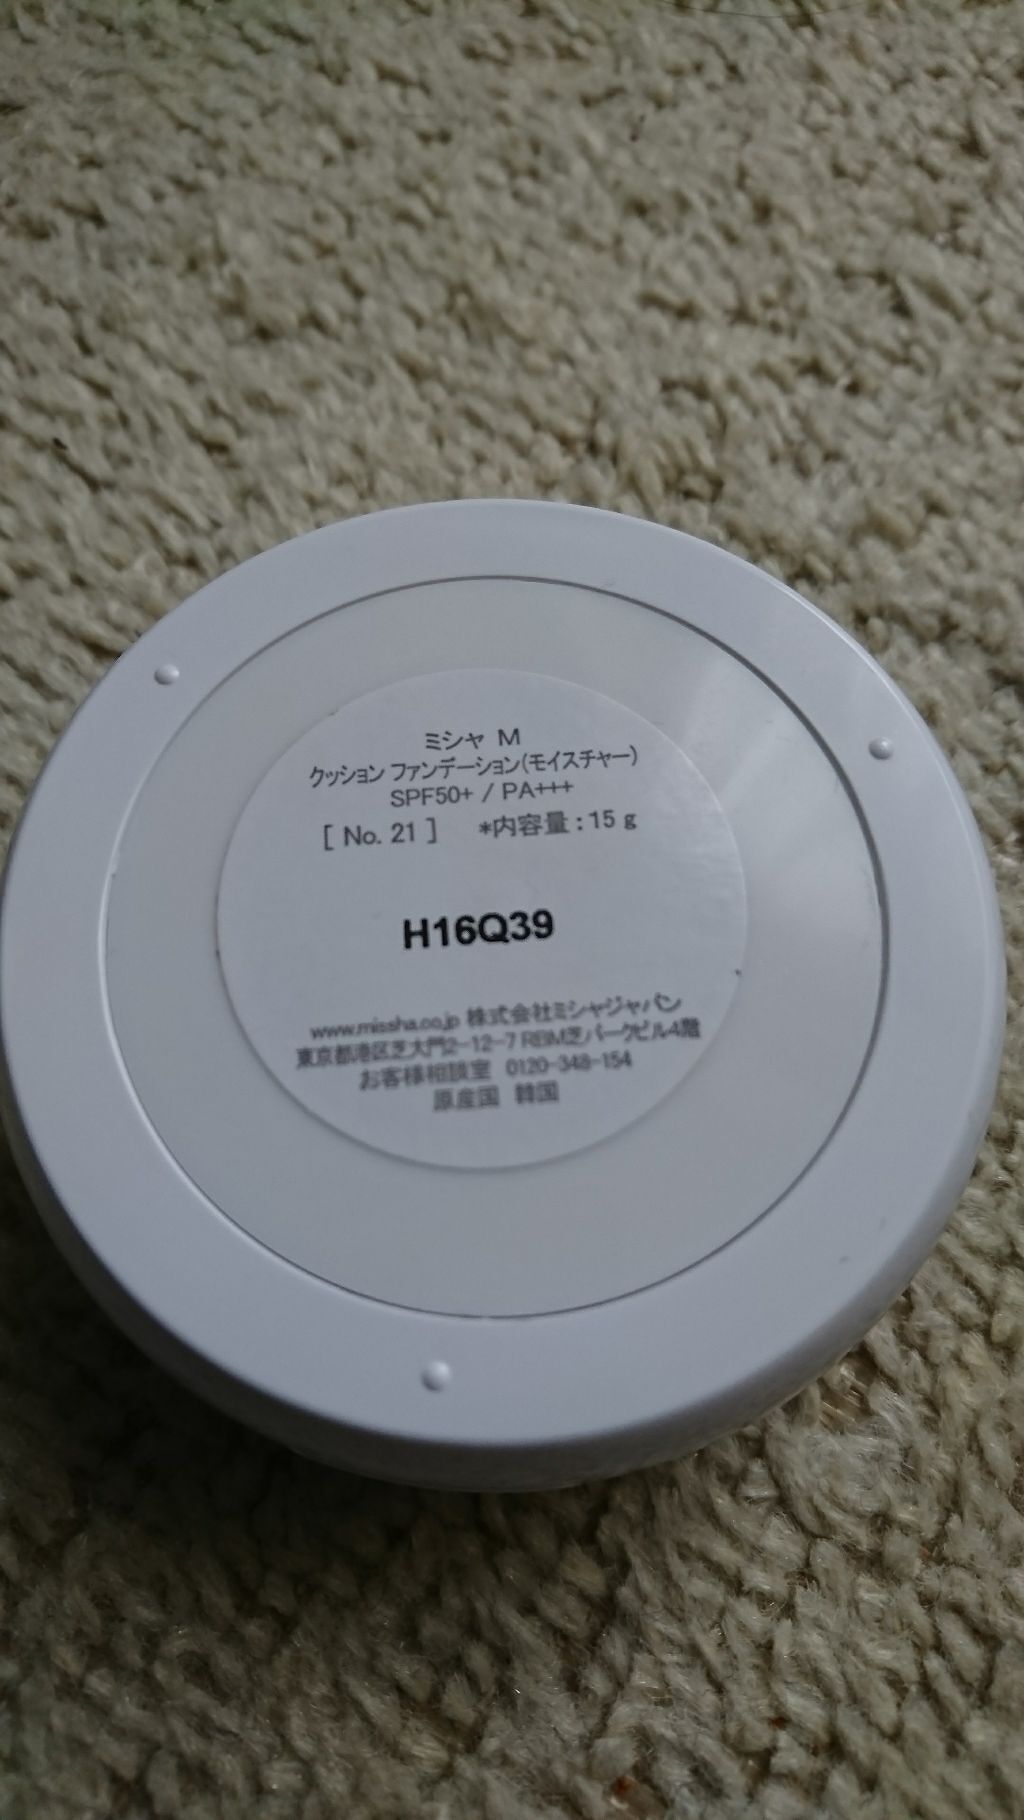 ミシャ M
クッション ファンデーション(モイスチャー)
SPF50+ / PA+++
[ No. 21 ] *内容量:15 g
H16Q39
www.missha.co.jp 株式会社ミシャジャパン
東京都港区芝大門2-12-7 RBM芝パークビル4階
お客様相談室 0120-348-154
原産国 韓国